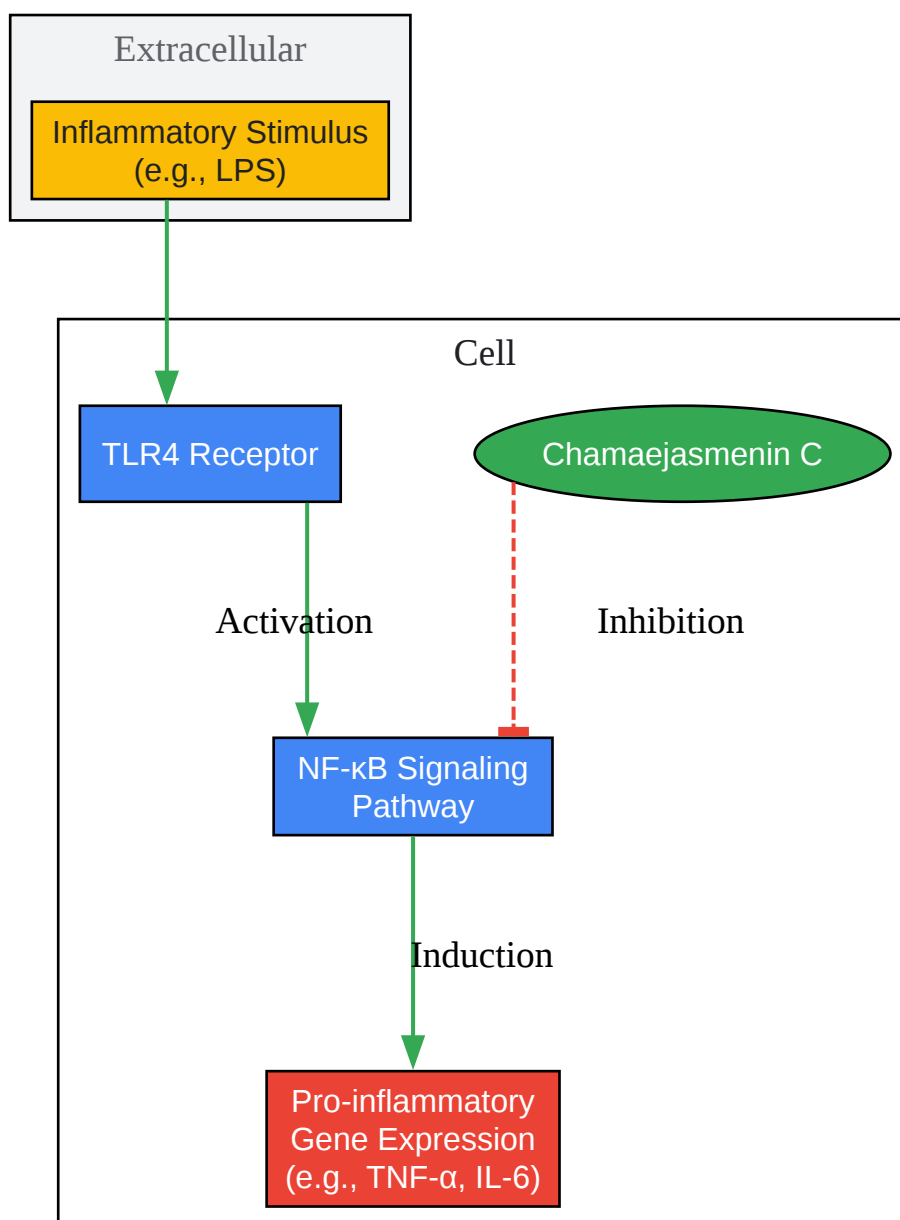 Extracellular
Inflammatory Stimulus
(e.g., LPS)
Cell
TLR4 Receptor
Chamaejasmenin C
Activation
Inhibition
NF-κB Signaling
Pathway
Induction
Pro-inflammatory
Gene Expression
(e.g., TNF-α, IL-6)